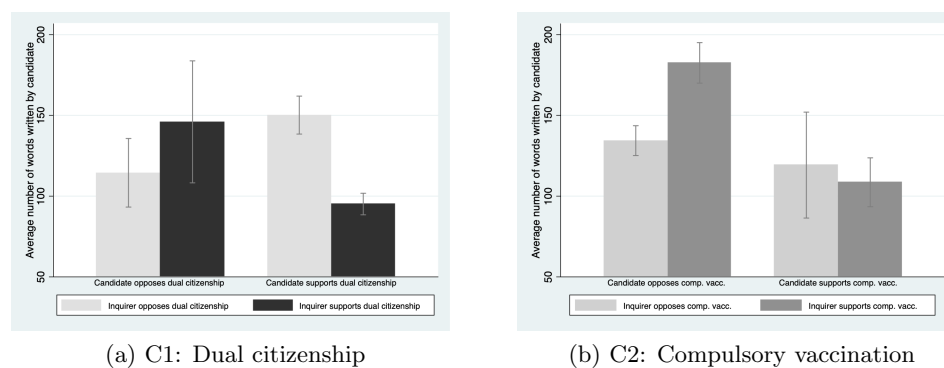 Average number of words written by candidate
200
150
100
50
Candidate opposes dual citizenship
Candidate supports dual citizenship
Inquirer opposes dual citizenship
Inquirer supports dual citizenship
(a) C1: Dual citizenship
Average number of words written by candidate
200
150
100
50
Candidate opposes comp. vacc.
Candidate supports comp. vacc.
Inquirer opposes comp. vacc.
Inquirer supports comp. vacc.
(b) C2: Compulsory vaccination